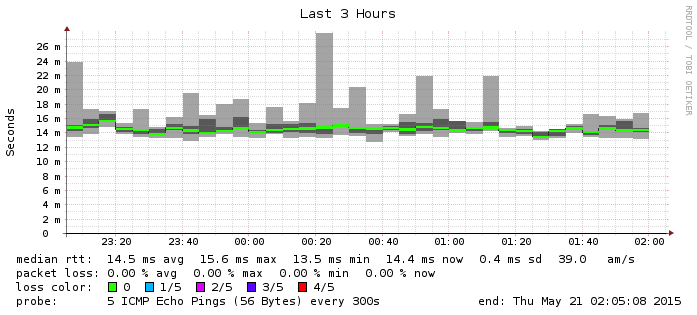 Last 3 Hours
RRDTOOL / TOBI OETIKER
Seconds
26 m
24 m
22 m
20 m
18 m
16 m
14 m
12 m
10 m
8 m
6 m
4 m
2 m
0
23:20 23:40 00:00 00:20 00:40 01:00 01:20 01:40 02:00
median rtt: 14.5 ms avg 15.6 ms max 13.5 ms min 14.4 ms now 0.4 ms sd 39.0 am/s
packet loss: 0.00 % avg 0.00 % max 0.00 % min 0.00 % now
loss color: 0 1/5 2/5 3/5 4/5
probe: 5 ICMP Echo Pings (56 Bytes) every 300s end: Thu May 21 02:05:08 2015